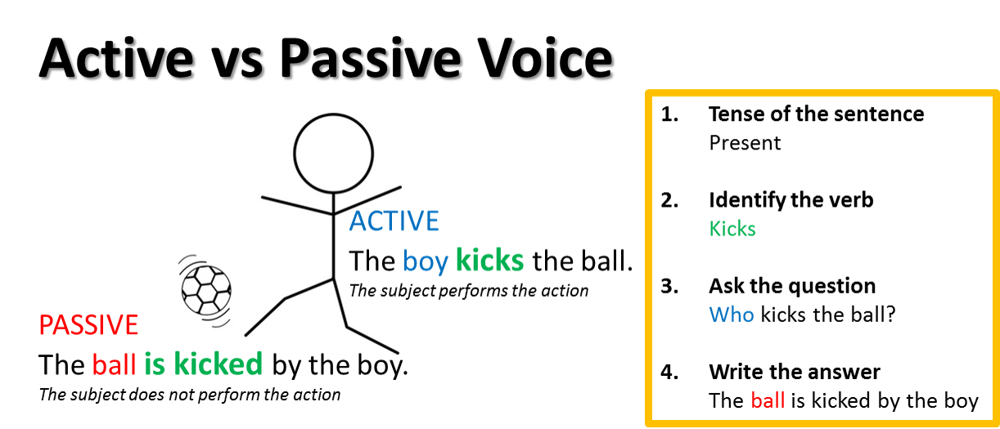 Active vs Passive Voice
ACTIVE
The boy kicks the ball.
The subject performs the action
PASSIVE
The ball is kicked by the boy.
The subject does not perform the action
1. Tense of the sentence
Present
2. Identify the verb
Kicks
3. Ask the question
Who kicks the ball?
4. Write the answer
The ball is kicked by the boy